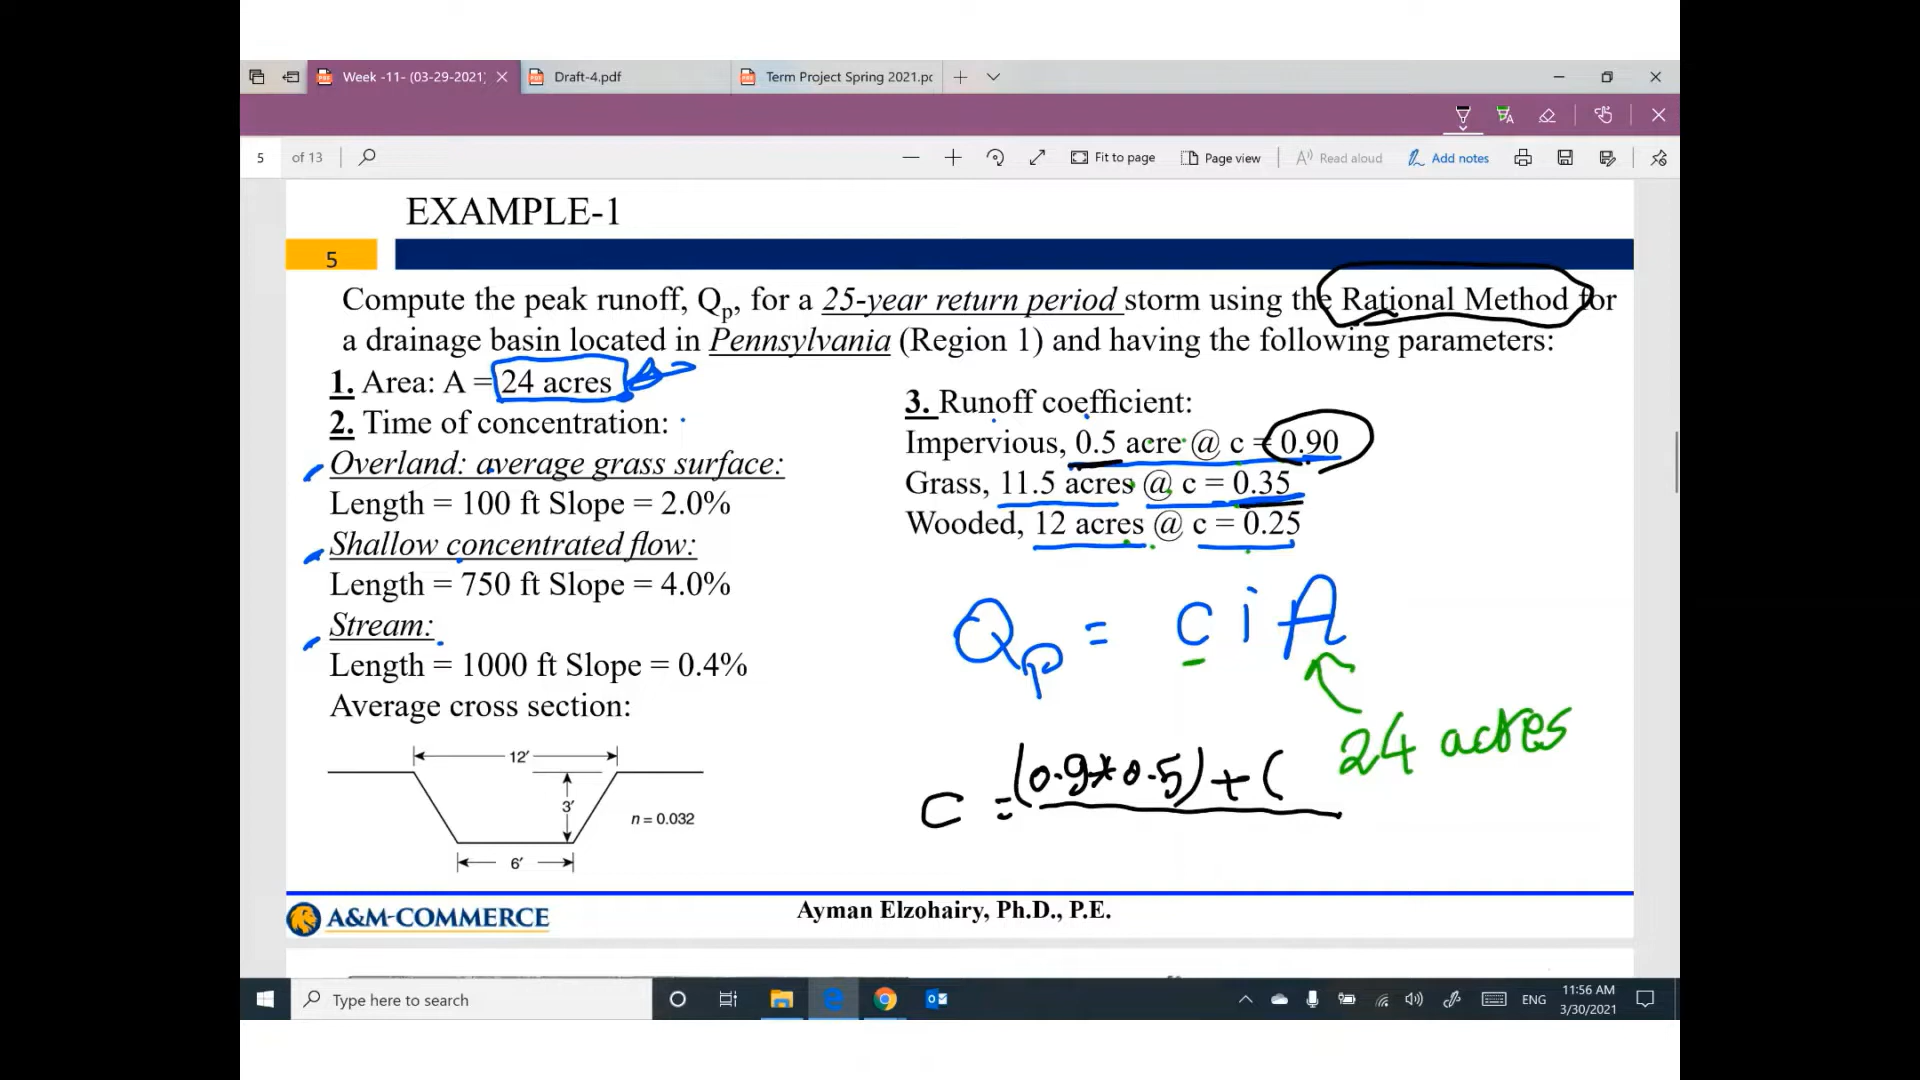 Week -11- (03-29-2021)
Draft-4.pdf
Term Project Spring 2021.pc
5 of 13
Fit to page
Page view
Read aloud
Add notes
EXAMPLE-1
5
Compute the peak runoff, Qp, for a 25-year return period storm using the Rational Method for
a drainage basin located in Pennsylvania (Region 1) and having the following parameters:
1. Area: A = 24 acres
2. Time of concentration:
Overland: average grass surface:
Length = 100 ft Slope = 2.0%
Shallow concentrated flow:
Length = 750 ft Slope = 4.0%
Stream:
Length = 1000 ft Slope = 0.4%
Average cross section:
12'
3'
n = 0.032
6'
3. Runoff coefficient:
Impervious, 0.5 acre @ c = 0.90
Grass, 11.5 acres @ c = 0.35
Wooded, 12 acres @ c = 0.25
Qp = c i A
24 acres
C = (0.9*0.5) + (
A&M-COMMERCE
Ayman Elzohairy, Ph.D., P.E.
Type here to search
ENG
11:56 AM
3/30/2021